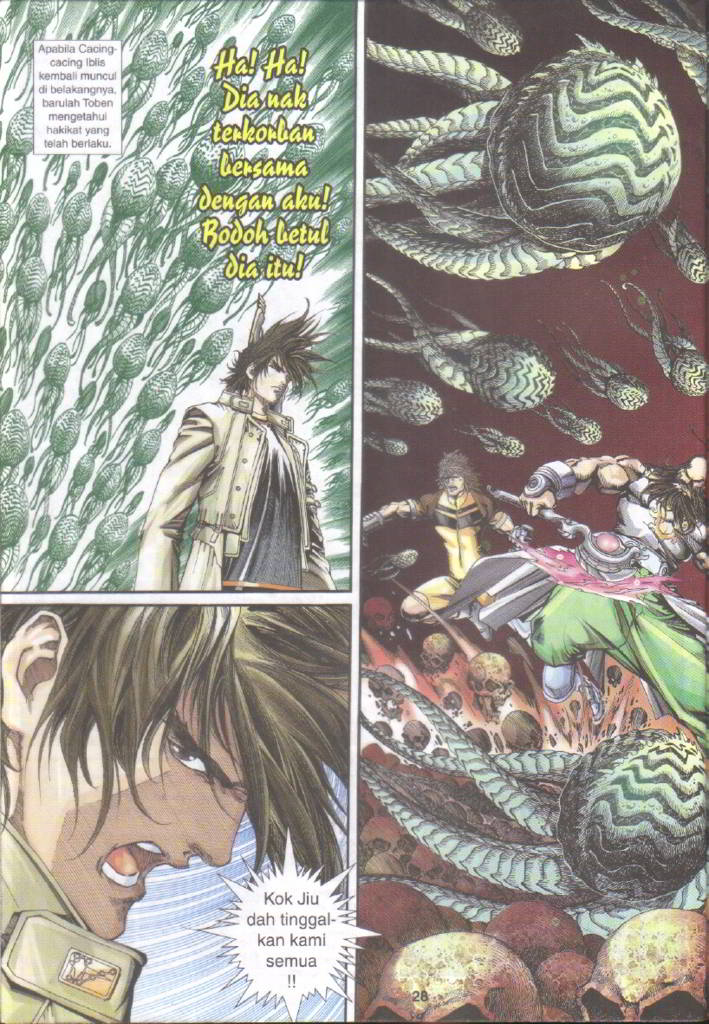 Apabila Cacing-
cacing Iblis
kembali muncul
di belakangnya,
barulah Toben
mengetahui
hakikat yang
telah berlaku.
Ha! Ha!
Dia nak
terkorban
bersama
dengan aku!
Bodoh betul
dia itu!
Kok Jiu
dah tinggal-
kan kami
semua
!!
28